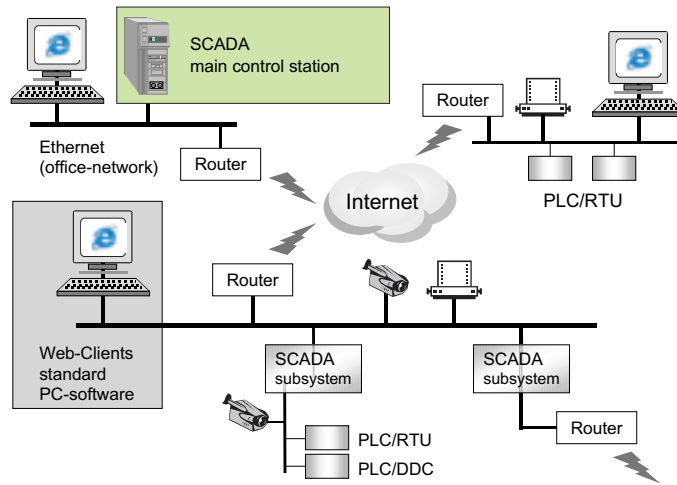 SCADA
main control station
Router
Ethernet
(office-network)
Router
Internet
PLC/RTU
Router
Web-Clients
standard
PC-software
SCADA
subsystem
SCADA
subsystem
Router
PLC/RTU
PLC/DDC